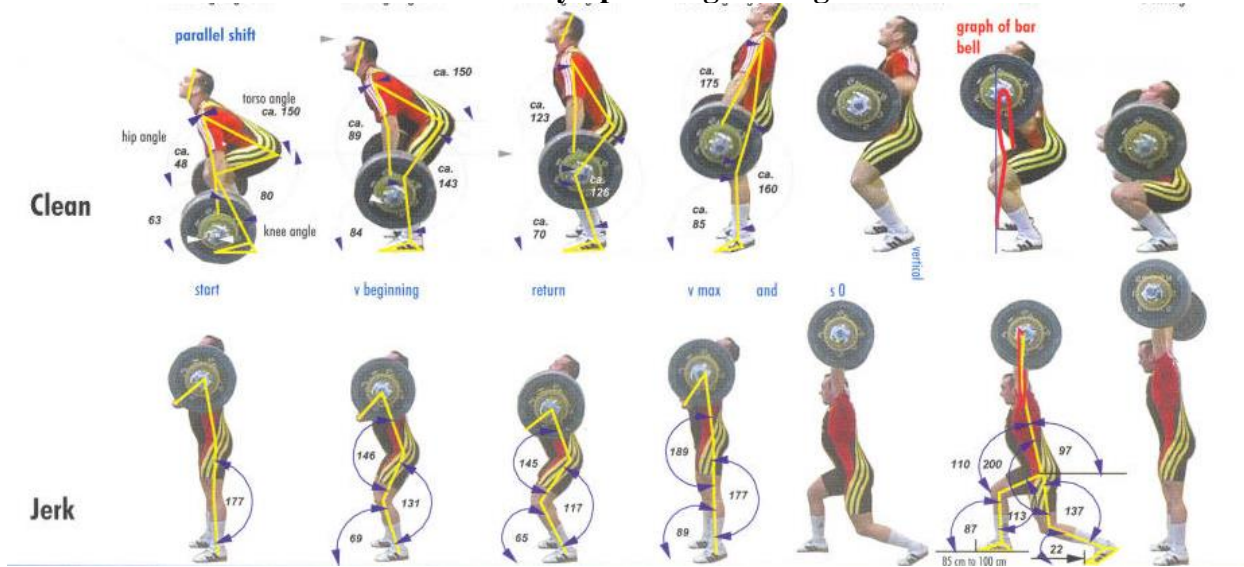 parallel shift
graph of bar
bell
torso angle
ca. 150
hip angle
ca.
48
80
63
knee angle
ca. 150
ca.
89
ca.
143
84
ca.
123
ca.
126
ca.
70
ca.
175
ca.
160
ca.
85
vertical
Clean
start
v beginning
return
v max and s 0
177
146
131
69
145
117
65
189
177
89
110
200
97
113
137
87
22
85 cm to 100 cm
Jerk